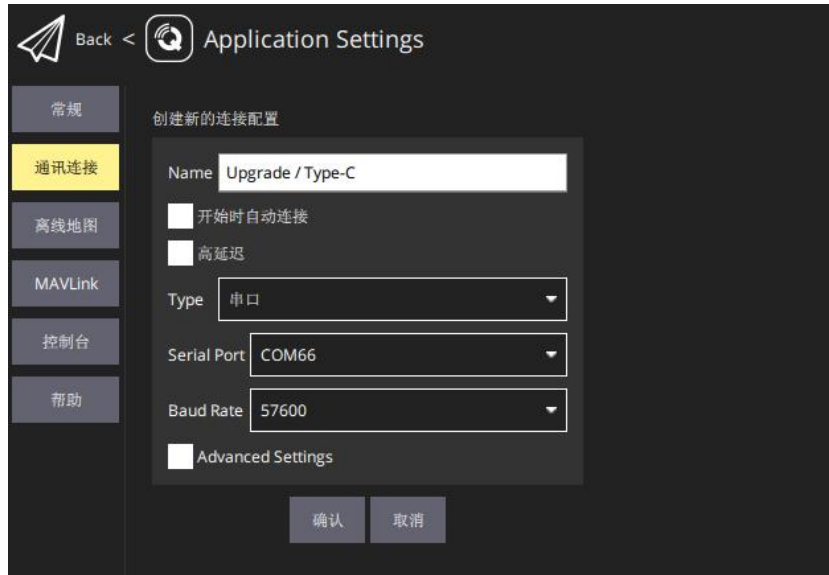 Back < Application Settings
常规
通讯连接
离线地图
MAVLink
控制台
帮助
创建新的连接配置
Name Upgrade / Type-C
开始时自动连接
高延迟
Type 串口
Serial Port COM66
Baud Rate 57600
Advanced Settings
确认 取消